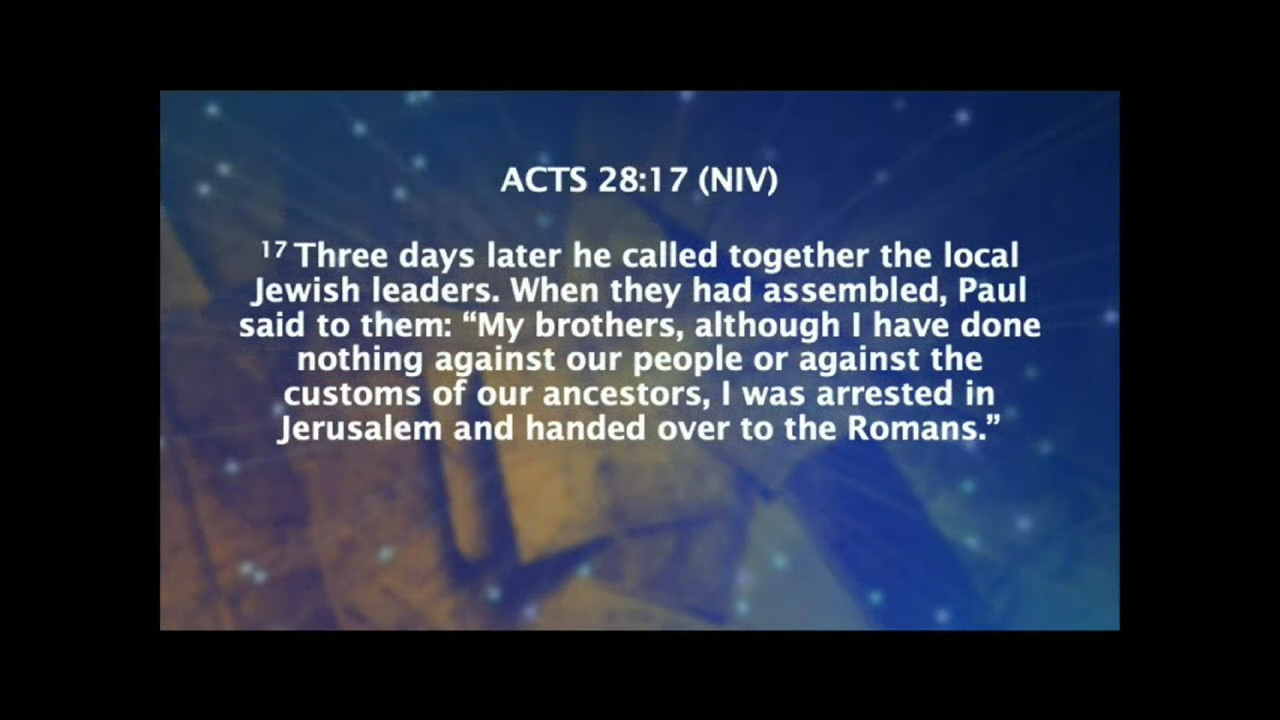 ACTS 28:17 (NIV)
17 Three days later he called together the local
Jewish leaders. When they had assembled, Paul
said to them: “My brothers, although I have done
nothing against our people or against the
customs of our ancestors, I was arrested in
Jerusalem and handed over to the Romans.”